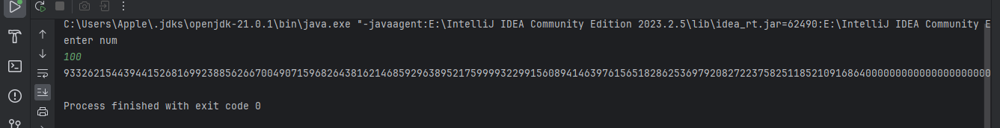 C:\Users\Apple\.jdks\openjdk-21.0.1\bin\java.exe "-javaagent:E:\IntelliJ IDEA Community Edition 2023.2.5\lib\idea_rt.jar=62490:E:\IntelliJ IDEA Community E
enter num
100
93326215443944152681699238856266700490715968264381621468592963895217599993229915608941463976156518286253697920827223758251185210916864000000000000000000000
Process finished with exit code 0